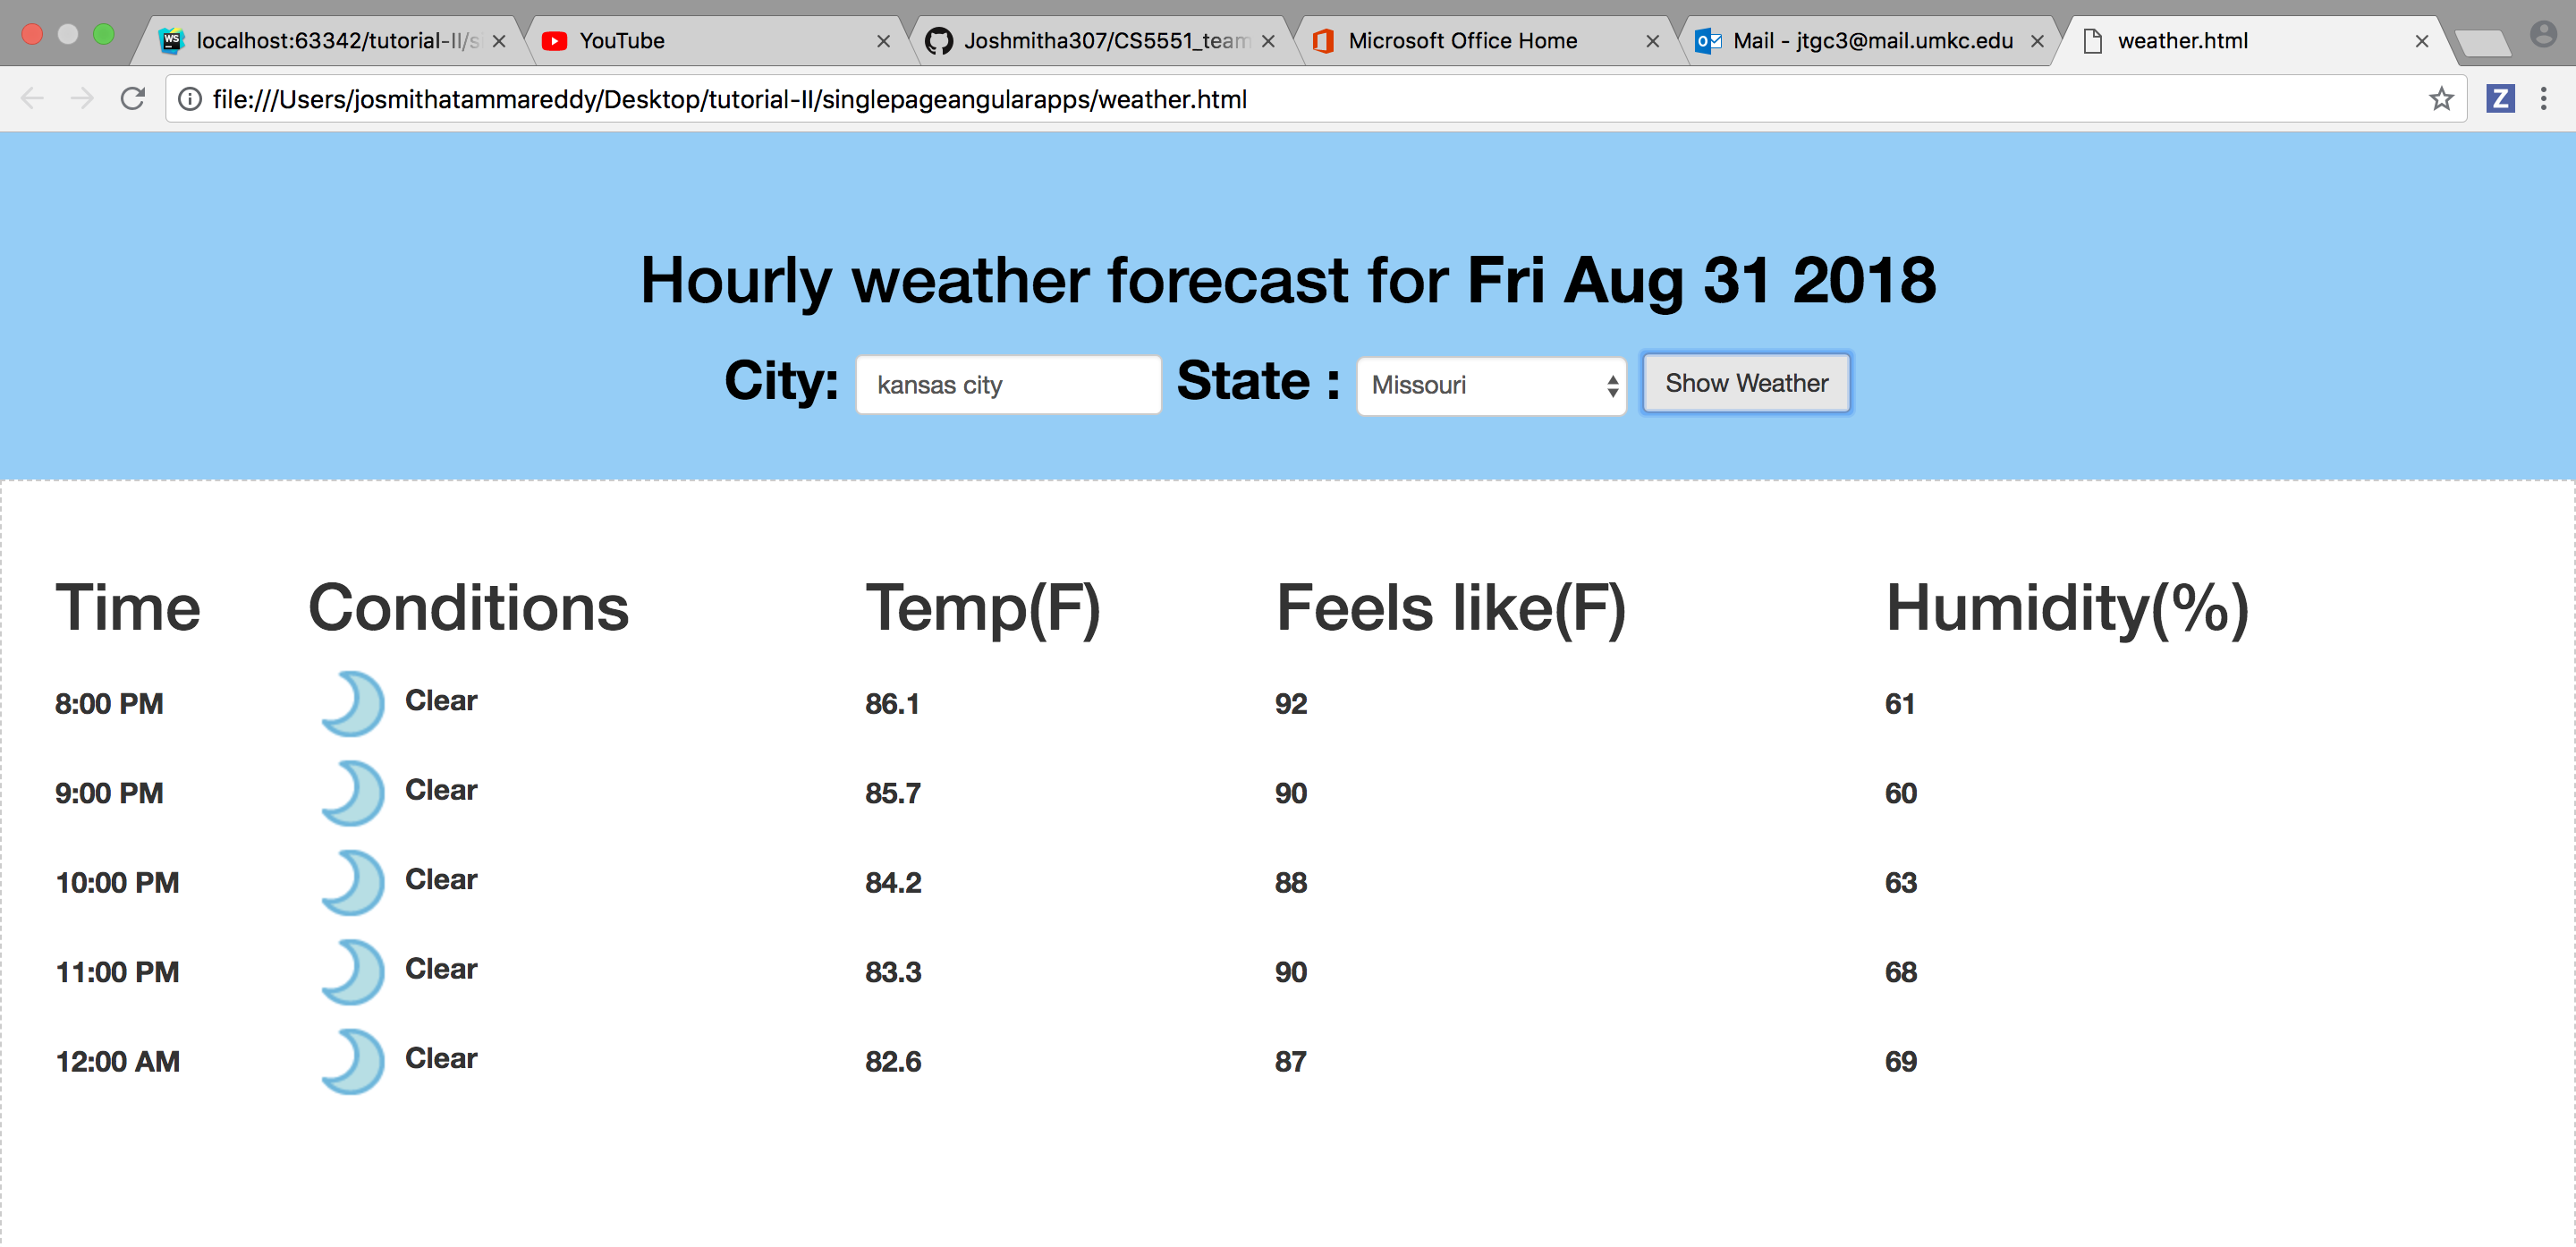 WS localhost:63342/tutorial-II/s YouTube Joshmitha307/CS5551_team Microsoft Office Home Mail - jtgc3@mail.umkc.edu weather.html
file:///Users/josmithatammareddy/Desktop/tutorial-II/singlepageangularapps/weather.html Z
Hourly weather forecast for Fri Aug 31 2018
City: kansas city State : Missouri Show Weather
Time Conditions Temp(F) Feels like(F) Humidity(%)
8:00 PM Clear 86.1 92 61
9:00 PM Clear 85.7 90 60
10:00 PM Clear 84.2 88 63
11:00 PM Clear 83.3 90 68
12:00 AM Clear 82.6 87 69